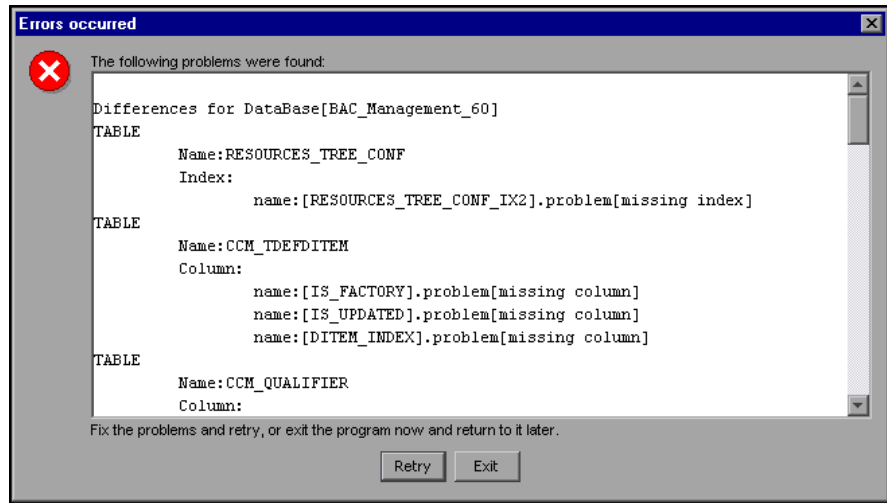 Errors occurred
The following problems were found:
Differences for DataBase[BAC_Management_60]
TABLE
Name:RESOURCES_TREE_CONF
Index:
name:[RESOURCES_TREE_CONF_IX2].problem[missing index]
TABLE
Name:CCM_TDEFDITEM
Column:
name:[IS_FACTORY].problem[missing column]
name:[IS_UPDATED].problem[missing column]
name:[DITEM_INDEX].problem[missing column]
TABLE
Name:CCM_QUALIFIER
Column:
Fix the problems and retry, or exit the program now and return to it later.
Retry Exit